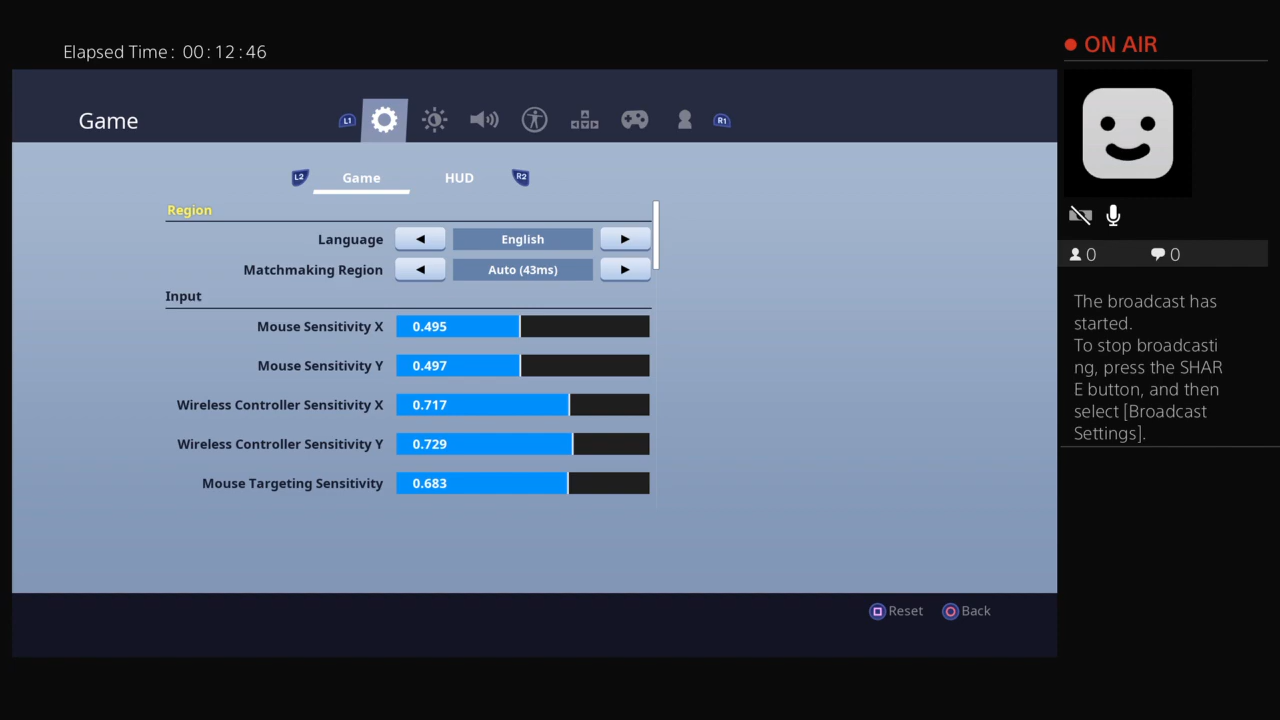 Elapsed Time: 00:12:46
ON AIR
Game
L1
R1
L2
Game
HUD
R2
Region
Language
English
Matchmaking Region
Auto (43ms)
Input
Mouse Sensitivity X
0.495
Mouse Sensitivity Y
0.497
Wireless Controller Sensitivity X
0.717
Wireless Controller Sensitivity Y
0.729
Mouse Targeting Sensitivity
0.683
Reset
Back
0
0
The broadcast has
started.
To stop broadcasti
ng, press the SHAR
E button, and then
select [Broadcast
Settings].